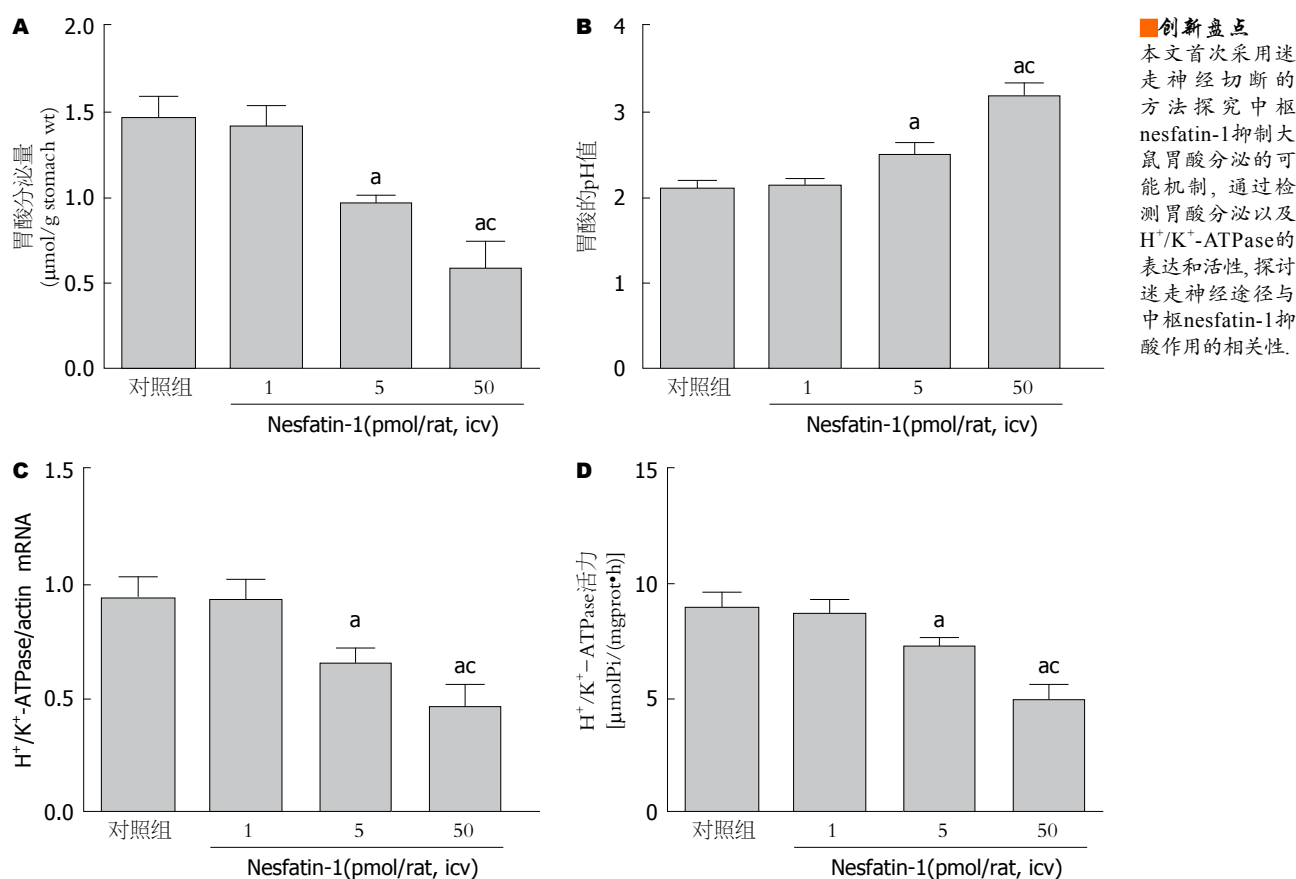 A
2.0
1.5
1.0
0.5
0.0
胃酸分泌量
(μmol/g stomach wt)
a
ac
对照组 1 5 50
Nesfatin-1(pmol/rat, icv)
B
4
3
2
1
0
胃酸的pH值
a
ac
对照组 1 5 50
Nesfatin-1(pmol/rat, icv)
■创新盘点
本文首次采用迷
走神经切断的
方法探究中枢
nesfatin-1抑制大
鼠胃酸分泌的可
能机制, 通过检
测胃酸分泌以及
H⁺/K⁺-ATPase的
表达和活性, 探讨
迷走神经途径与
中枢nesfatin-1抑
酸作用的相关性.
C
1.5
1.0
0.5
0.0
H⁺/K⁺-ATPase/actin mRNA
a
ac
对照组 1 5 50
Nesfatin-1(pmol/rat, icv)
D
15
10
5
0
H⁺/K⁺-ATPase活力
[μmolPi/(mgprot•h)]
a
ac
对照组 1 5 50
Nesfatin-1(pmol/rat, icv)